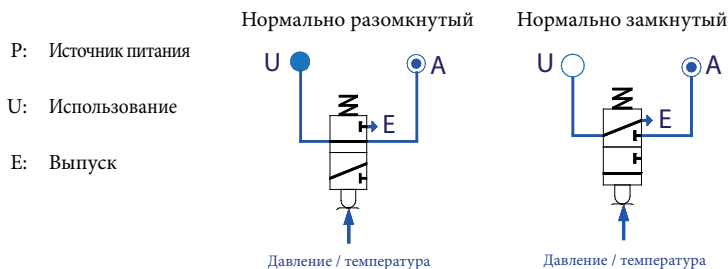 Нормально разомкнутый
Нормально замкнутый
P: Источник питания
U: Использование
E: Выпуск
U
A
E
Давление / температура
U
A
E
Давление / температура